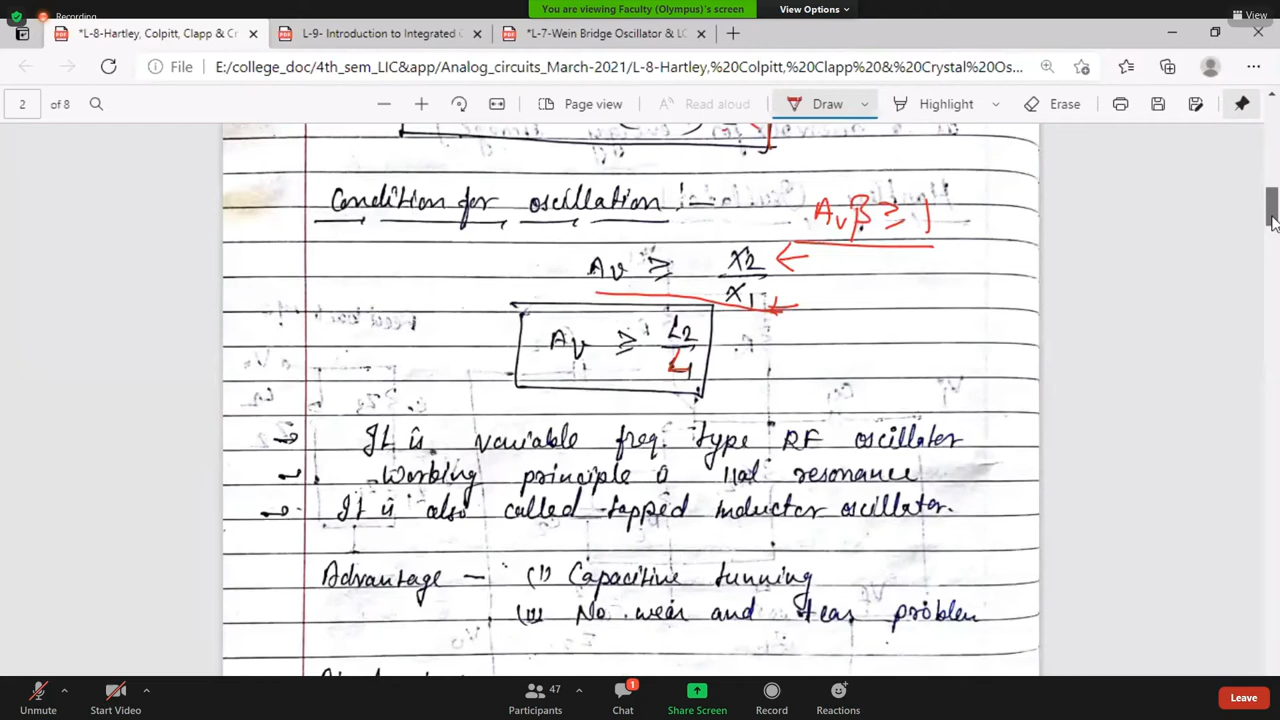 Recording
You are viewing Faculty (Olympus)'s screen
View Options
View
*L-8-Hartley, Colpitt, Clapp & Cr
L-9- Introduction to Integrated C
*L-7-Wein Bridge Oscillator & LC
File
E:/college_doc/4th_sem_LIC&app/Analog_circuits_March-2021/L-8-Hartley,%20Colpitt,%20Clapp%20&%20Crystal%20Os...
2 of 8
Page view
Read aloud
Draw
Highlight
Erase
Condition for oscillation :-
Avβ ≥ 1
Av ≥ X2/X1
Av ≥ L2/L1
→ It is variable freq. type RF oscillator
→ Working principle o llal resonance
→ It is also called tapped inductor oscillator.
Advantage - (i) Capacitive tunning
(ii) No wear and tear problem
Unmute
Start Video
47
Participants
1
Chat
Share Screen
Record
Reactions
Leave